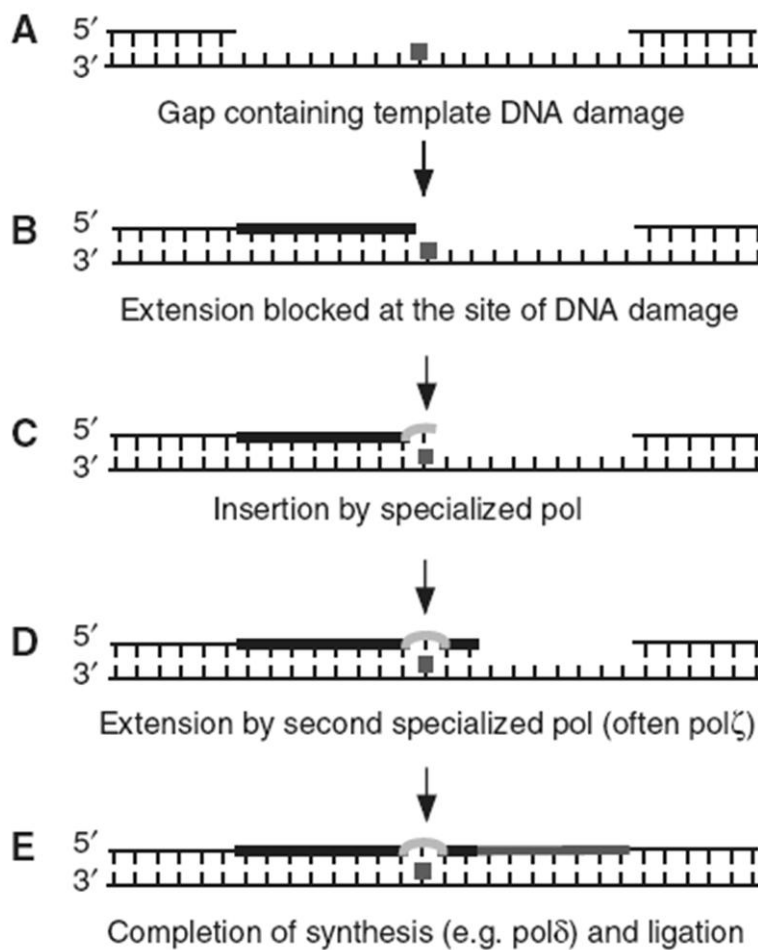 A 5′
3′
Gap containing template DNA damage
B 5′
3′
Extension blocked at the site of DNA damage
C 5′
3′
Insertion by specialized pol
D 5′
3′
Extension by second specialized pol (often polζ)
E 5′
3′
Completion of synthesis (e.g. polδ) and ligation